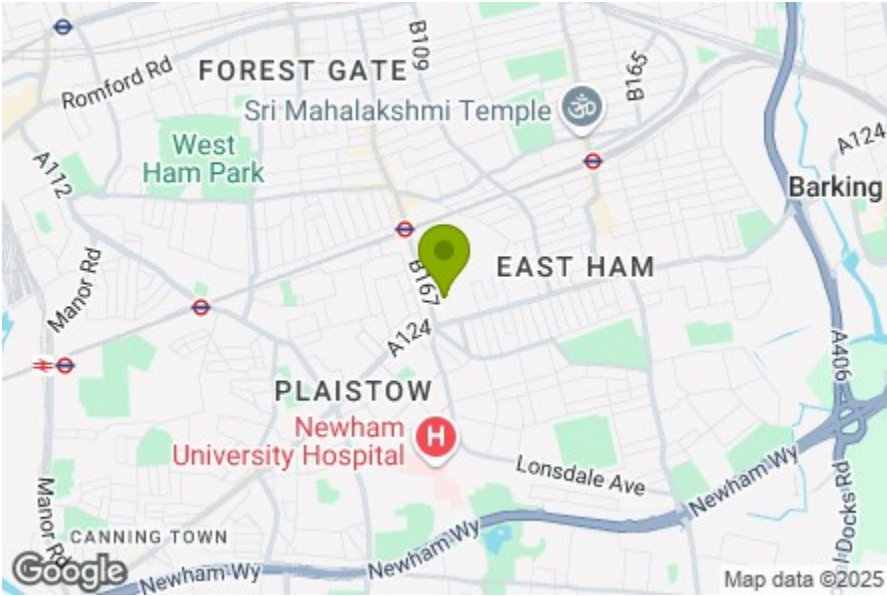 B109
B165
Romford Rd
FOREST GATE
Sri Mahalakshmi Temple
ॐ
A124
A112
West
Ham Park
Barking
B167
EAST HAM
Manor Rd
A124
A406
PLAISTOW
Newham
University Hospital
H
Lonsdale Ave
Newham Wy
Manor Rd
CANNING TOWN
Newham Wy
Docks Rd
Newham Wy
Google
Map data ©2025